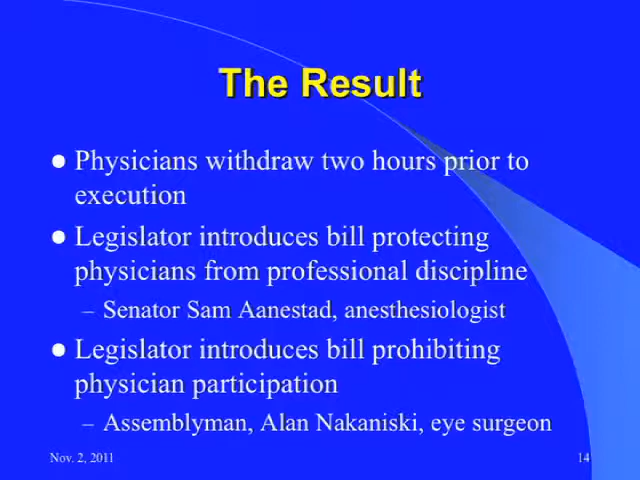 The Result
● Physicians withdraw two hours prior to
execution
● Legislator introduces bill protecting
physicians from professional discipline
– Senator Sam Aanestad, anesthesiologist
● Legislator introduces bill prohibiting
physician participation
– Assemblyman, Alan Nakaniski, eye surgeon
Nov. 2, 2011
14